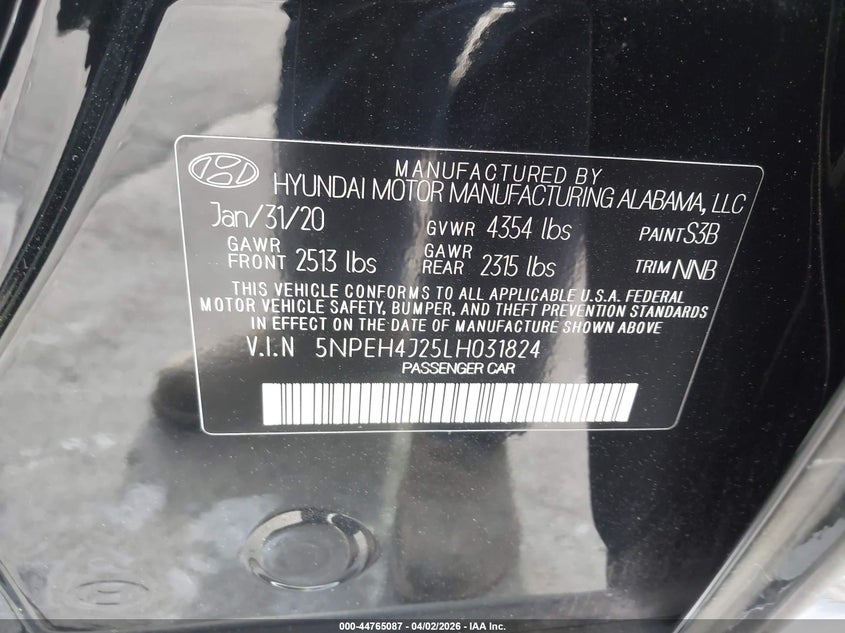 MANUFACTURED BY
HYUNDAI MOTOR MANUFACTURING ALABAMA, LLC
Jan/31/20 GVWR 4354 lbs PAINT S3B
GAWR FRONT 2513 lbs GAWR REAR 2315 lbs TRIM NNB
THIS VEHICLE CONFORMS TO ALL APPLICABLE U.S.A. FEDERAL
MOTOR VEHICLE SAFETY, BUMPER, AND THEFT PREVENTION STANDARDS
IN EFFECT ON THE DATE OF MANUFACTURE SHOWN ABOVE
V.I.N 5NPEH4J25LH031824
PASSENGER CAR
000-44765087 | 04/02/2026 - IAA Inc.